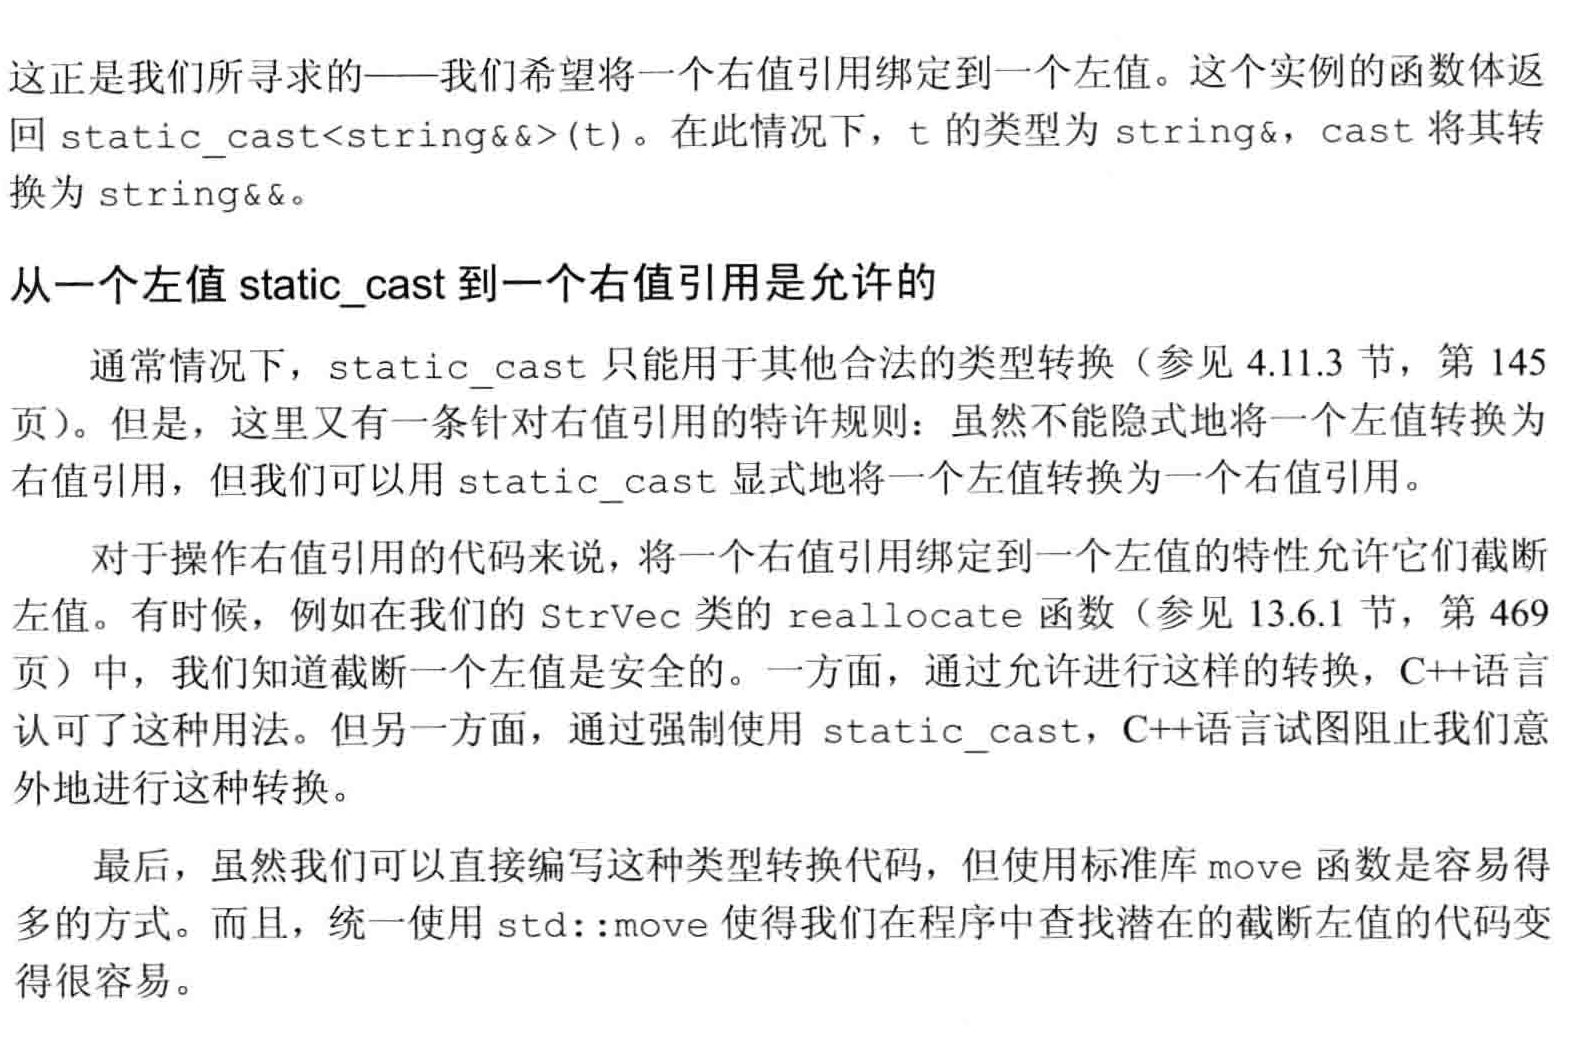 这正是我们所寻求的——我们希望将一个右值引用绑定到一个左值。这个实例的函数体返
回 static_cast<string&&>(t)。在此情况下，t 的类型为 string&，cast 将其转
换为 string&&。
从一个左值 static_cast 到一个右值引用是允许的
通常情况下，static_cast 只能用于其他合法的类型转换（参见 4.11.3 节，第 145
页）。但是，这里又有一条针对右值引用的特许规则：虽然不能隐式地将一个左值转换为
右值引用，但我们可以用 static_cast 显式地将一个左值转换为一个右值引用。
对于操作右值引用的代码来说，将一个右值引用绑定到一个左值的特性允许它们截断
左值。有时候，例如在我们的 StrVec 类的 reallocate 函数（参见 13.6.1 节，第 469
页）中，我们知道截断一个左值是安全的。一方面，通过允许进行这样的转换，C++语言
认可了这种用法。但另一方面，通过强制使用 static_cast，C++语言试图阻止我们意
外地进行这种转换。
最后，虽然我们可以直接编写这种类型转换代码，但使用标准库 move 函数是容易得
多的方式。而且，统一使用 std::move 使得我们在程序中查找潜在的截断左值的代码变
得很容易。